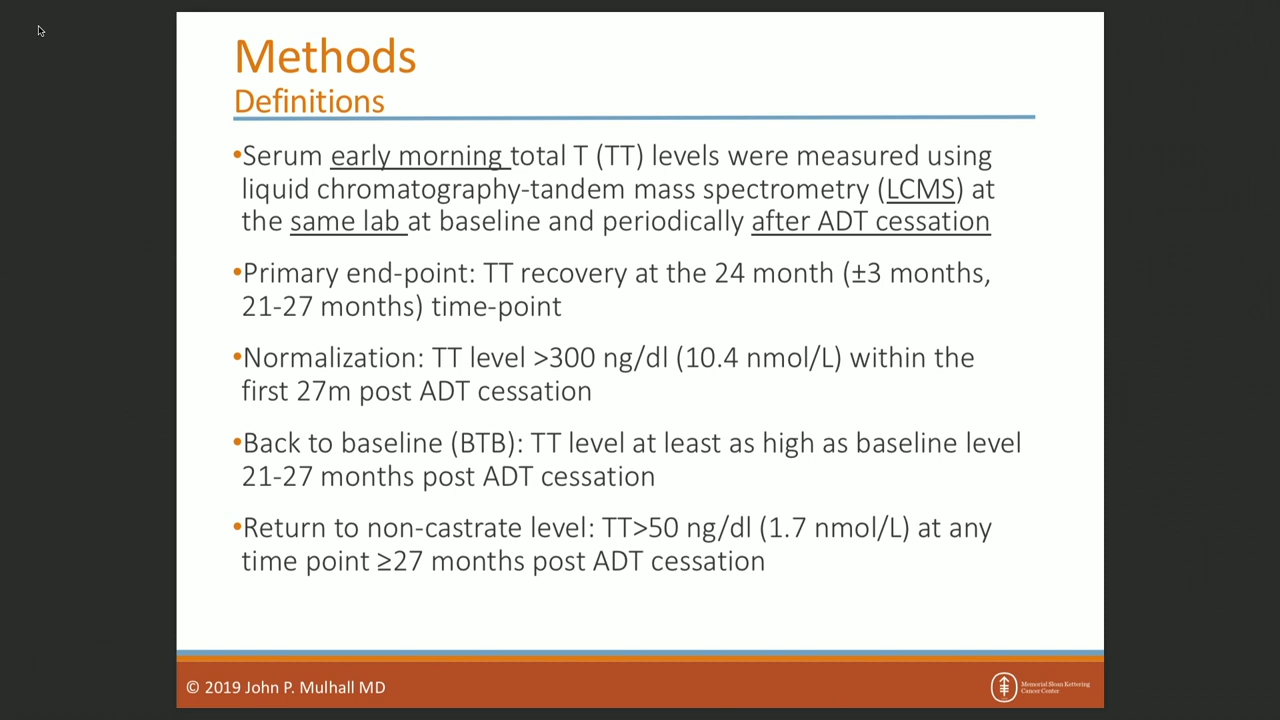 Methods
Definitions
•Serum early morning total T (TT) levels were measured using
liquid chromatography-tandem mass spectrometry (LCMS) at
the same lab at baseline and periodically after ADT cessation
•Primary end-point: TT recovery at the 24 month (±3 months,
21-27 months) time-point
•Normalization: TT level >300 ng/dl (10.4 nmol/L) within the
first 27m post ADT cessation
•Back to baseline (BTB): TT level at least as high as baseline level
21-27 months post ADT cessation
•Return to non-castrate level: TT>50 ng/dl (1.7 nmol/L) at any
time point ≥27 months post ADT cessation
© 2019 John P. Mulhall MD
Memorial Sloan Kettering
Cancer Center